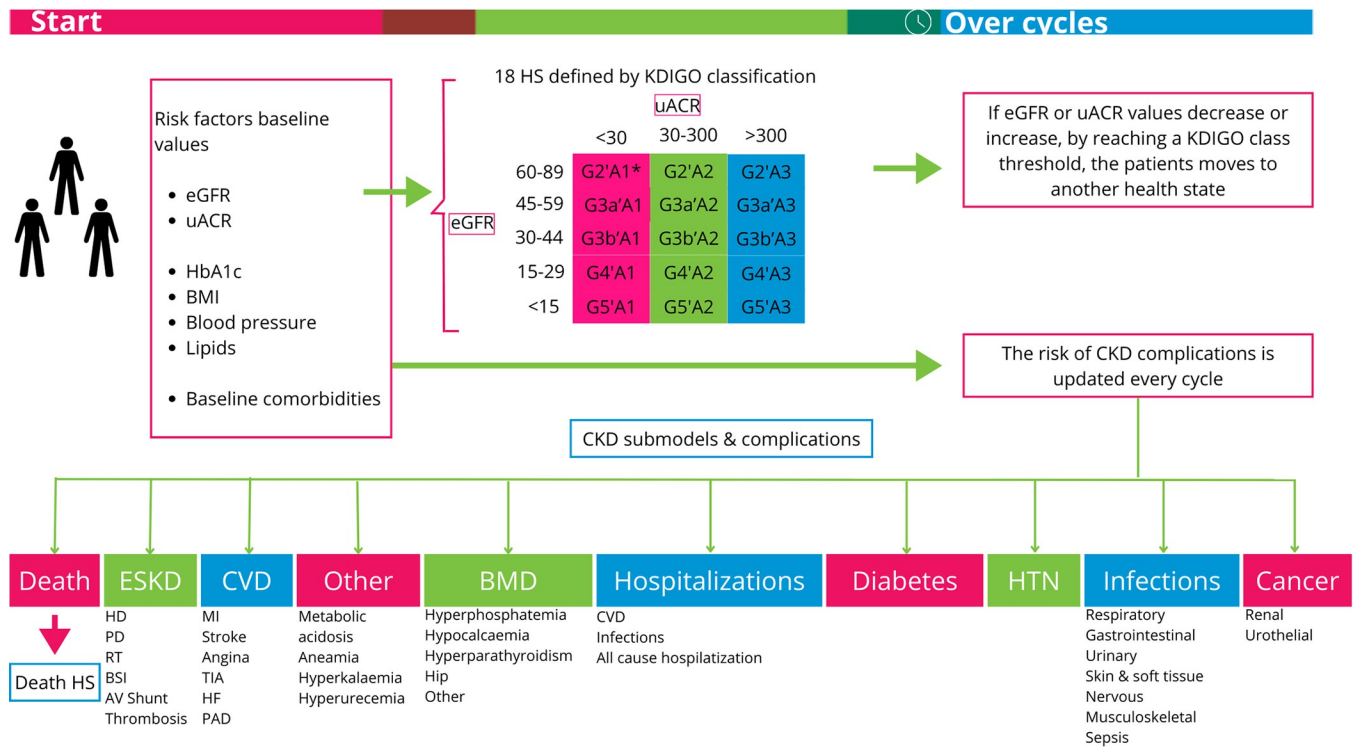 Start
Over cycles
Risk factors baseline
values
• eGFR
• uACR
• HbA1c
• BMI
• Blood pressure
• Lipids
• Baseline comorbidities
18 HS defined by KDIGO classification
uACR
<30 30-300 >300
eGFR
60-89 G2'A1* G2'A2 G2'A3
45-59 G3a'A1 G3a'A2 G3a'A3
30-44 G3b’A1 G3b’A2 G3b’A3
15-29 G4'A1 G4'A2 G4'A3
<15 G5'A1 G5'A2 G5'A3
If eGFR or uACR values decrease or
increase, by reaching a KDIGO class
threshold, the patients moves to
another health state
The risk of CKD complications is
updated every cycle
CKD submodels & complications
Death
Death HS
ESKD
HD
PD
RT
BSI
AV Shunt
Thrombosis
CVD
MI
Stroke
Angina
TIA
HF
PAD
Other
Metabolic
acidosis
Aneamia
Hyperkalaemia
Hyperurecemia
BMD
Hyperphosphatemia
Hypocalcaemia
Hyperparathyroidism
Hip
Other
Hospitalizations
CVD
Infections
All cause hospilatization
Diabetes
HTN
Infections
Respiratory
Gastrointestinal
Urinary
Skin & soft tissue
Nervous
Musculoskeletal
Sepsis
Cancer
Renal
Urothelial